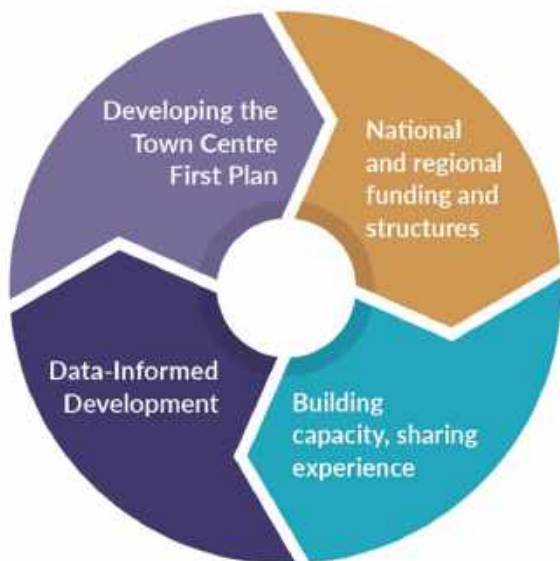 Developing the
Town Centre
First Plan
National
and regional
funding and
structures
Building
capacity, sharing
experience
Data-Informed
Development